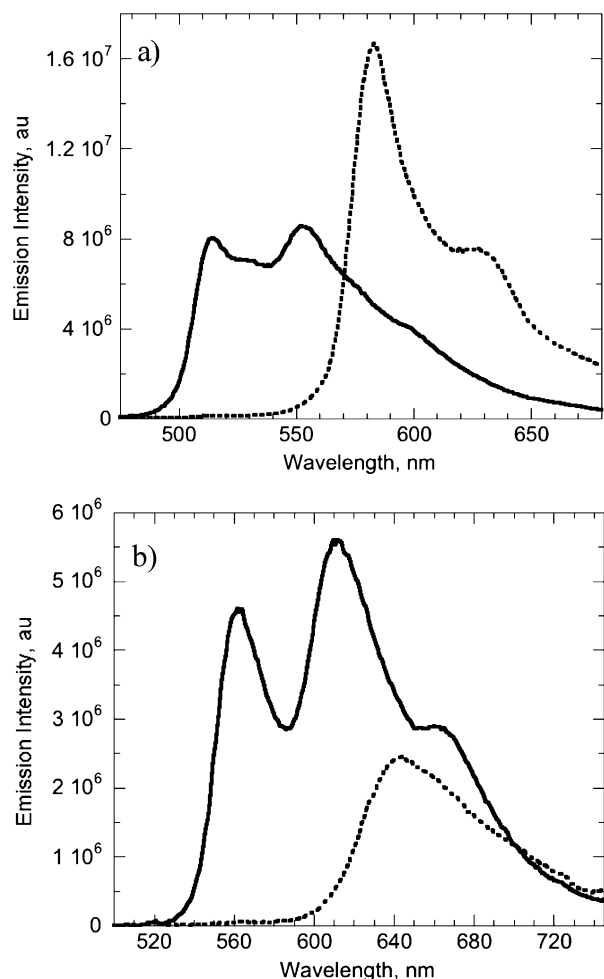 a)
1.6 10⁷
1.2 10⁷
8 10⁶
4 10⁶
0
500 550 600 650
Wavelength, nm
Emission Intensity, au
b)
6 10⁶
5 10⁶
4 10⁶
3 10⁶
2 10⁶
1 10⁶
0
520 560 600 640 680 720
Wavelength, nm
Emission Intensity, au